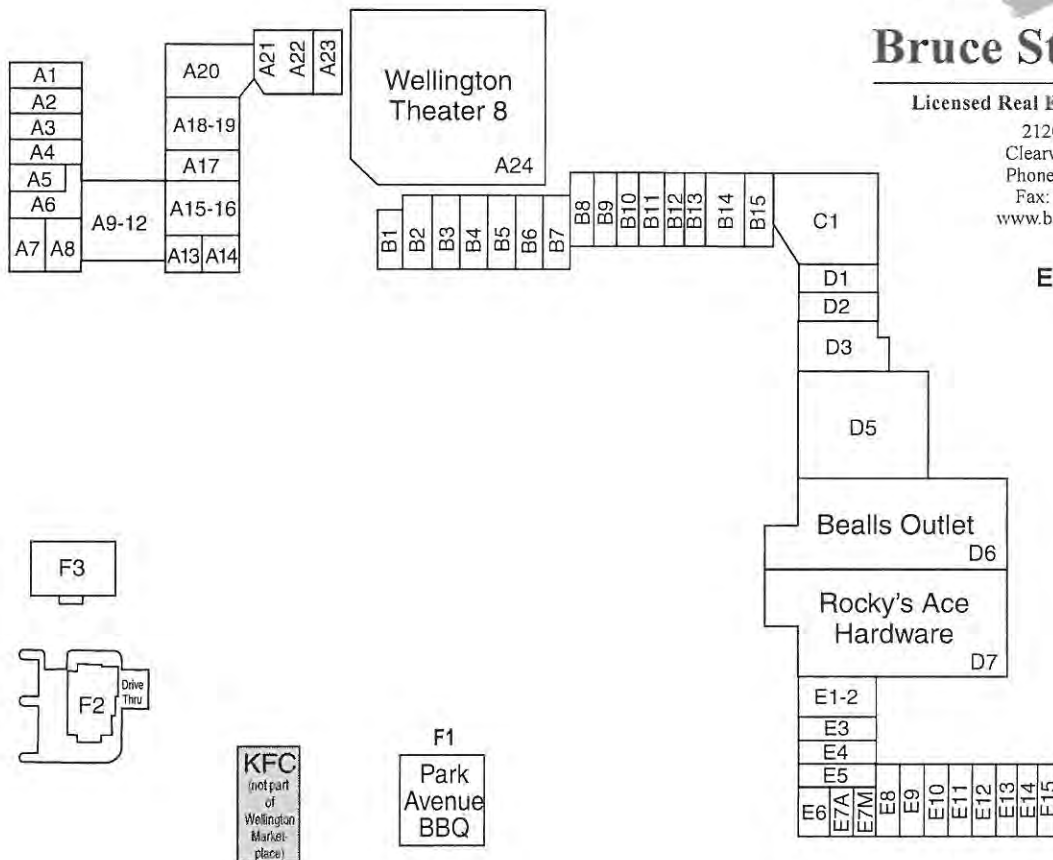 Bruce St
Licensed Real E
212
Clearw
Phone
Fax:
www.b
E
A1
A2
A3
A4
A5
A6
A7 A8
A9-12
A20
A18-19
A17
A15-16
A13 A14
A21
A22
A23
Wellington
Theater 8
A24
B1
B2
B3
B4
B5
B6
B7
B8
B9
B10
B11
B12
B13
B14
B15
C1
D1
D2
D3
D5
Bealls Outlet
D6
Rocky's Ace
Hardware
D7
E1-2
E3
E4
E5
E6
E7A
E7M
E8
E9
E10
E11
E12
E13
E14
E15
F3
F2
Drive
Thru
KFC
(not part
of
Wellington
Market-
place)
F1
Park
Avenue
BBQ